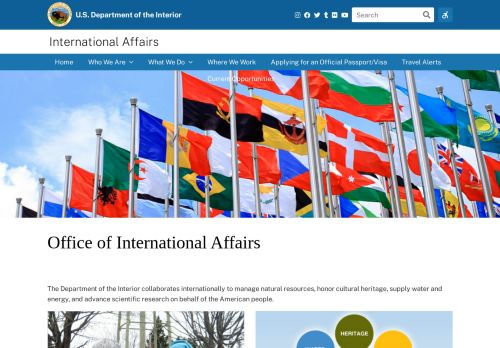 U.S. Department of the Interior
Search
International Affairs
Home Who We Are What We Do Where We Work Applying for an Official Passport/Visa Travel Alerts
Current Opportunities
Office of International Affairs
The Department of the Interior collaborates internationally to manage natural resources, honor cultural heritage, supply water and
energy, and advance scientific research on behalf of the American people.
HERITAGE